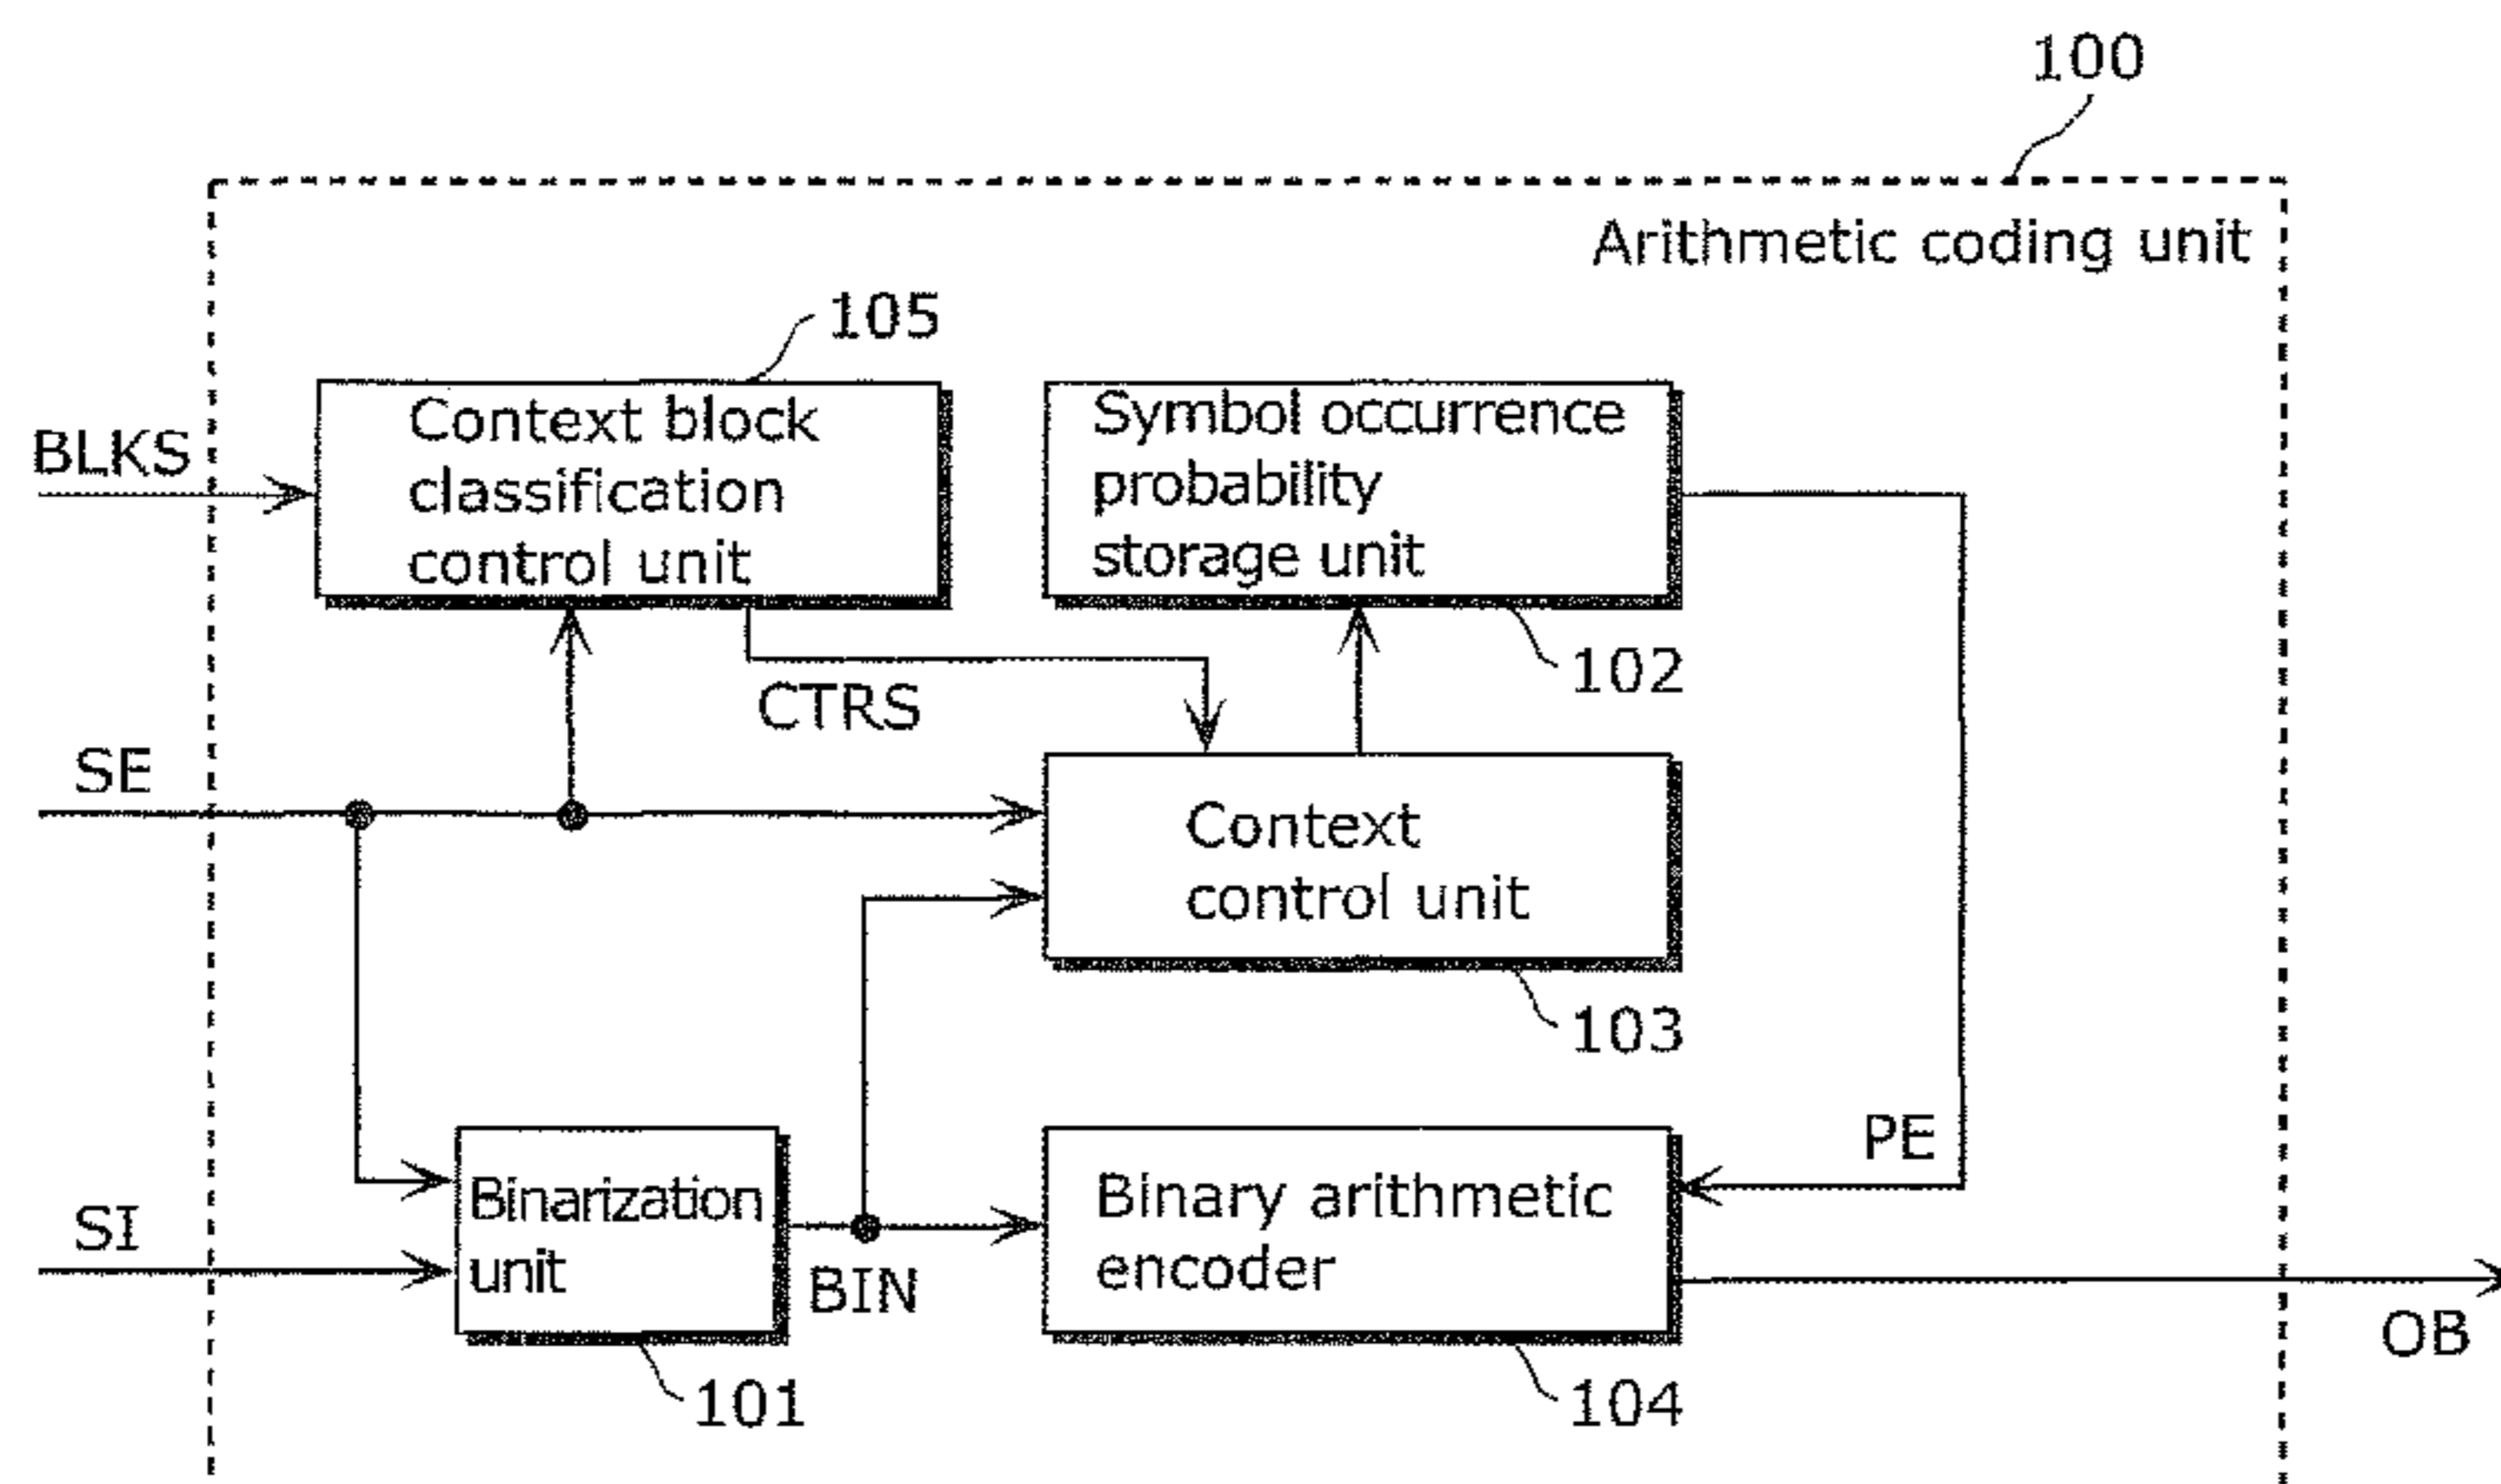 100
Arithmetic coding unit
105
Context block
classification
control unit
Symbol occurrence
probability
storage unit
BLKS
102
CTRS
SE
Context
control unit
103
PE
Binarization
unit
Binary arithmetic
encoder
SI
BIN
OB
101
104